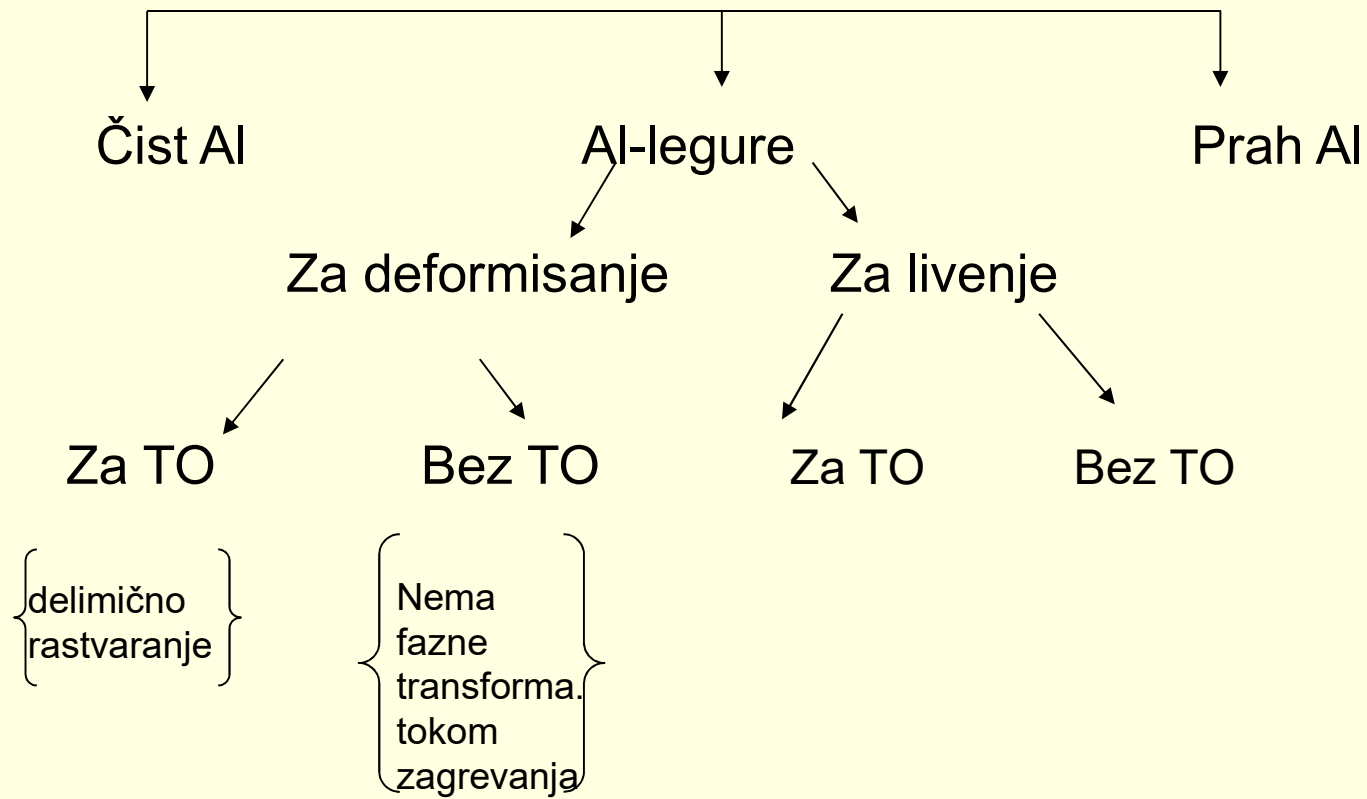 Čist Al
Al-legure
Prah Al
Za deformisanje
Za livenje
Za TO
Bez TO
Za TO
Bez TO
delimično
rastvaranje
Nema
fazne
transforma.
tokom
zagrevanja